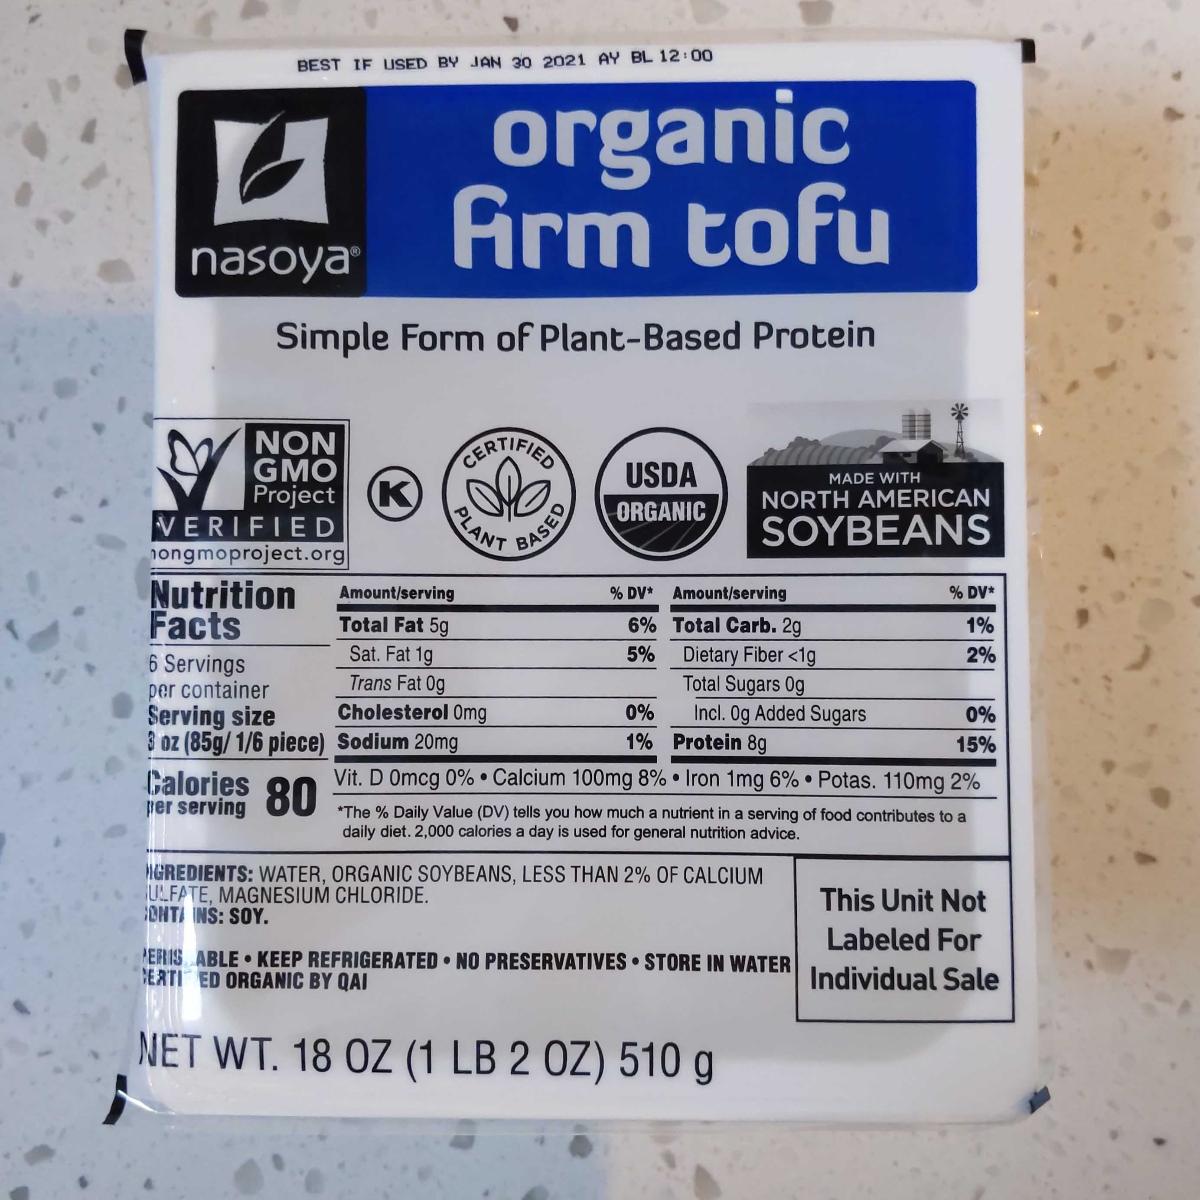 BEST IF USED BY JAN 30 2021 AY BL 12:00
nasoya®
organic
firm tofu
Simple Form of Plant-Based Protein
NON
GMO
Project
VERIFIED
nongmoproject.org
K
CERTIFIED
PLANT BASED
USDA
ORGANIC
MADE WITH
NORTH AMERICAN
SOYBEANS
Nutrition
Facts
6 Servings
per container
Serving size
3 oz (85g/ 1/6 piece)
Calories
per serving 80
Amount/serving % DV*
Total Fat 5g 6%
Sat. Fat 1g 5%
Trans Fat 0g
Cholesterol 0mg 0%
Sodium 20mg 1%
Amount/serving % DV*
Total Carb. 2g 1%
Dietary Fiber <1g 2%
Total Sugars 0g
Incl. 0g Added Sugars 0%
Protein 8g 15%
Vit. D 0mcg 0% • Calcium 100mg 8% • Iron 1mg 6% • Potas. 110mg 2%
*The % Daily Value (DV) tells you how much a nutrient in a serving of food contributes to a
daily diet. 2,000 calories a day is used for general nutrition advice.
INGREDIENTS: WATER, ORGANIC SOYBEANS, LESS THAN 2% OF CALCIUM
SULFATE, MAGNESIUM CHLORIDE.
CONTAINS: SOY.
PERISHABLE • KEEP REFRIGERATED • NO PRESERVATIVES • STORE IN WATER
CERTIFIED ORGANIC BY QAI
This Unit Not
Labeled For
Individual Sale
NET WT. 18 OZ (1 LB 2 OZ) 510 g